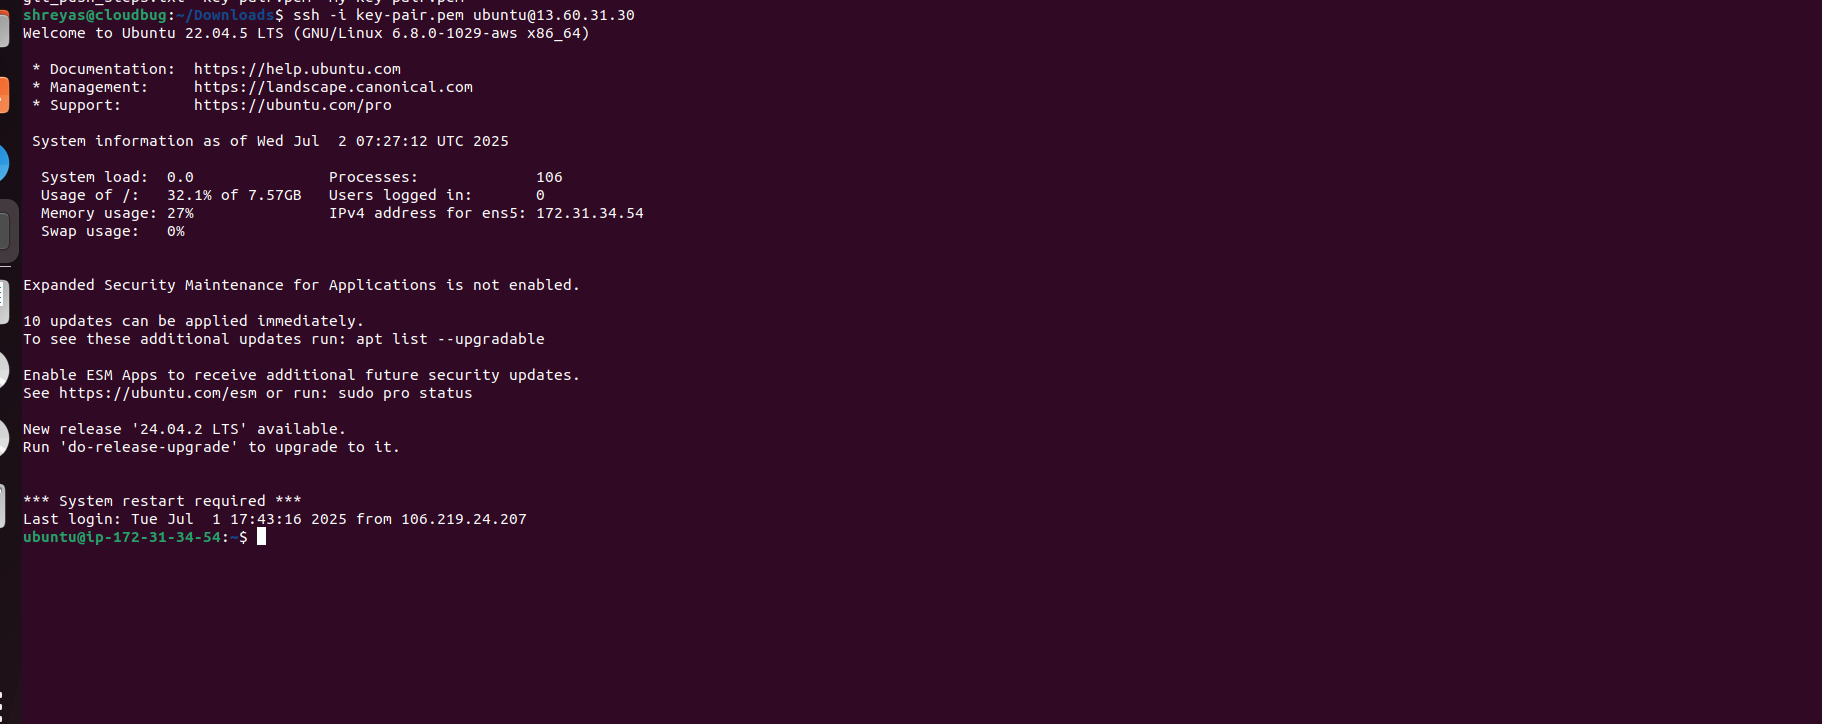 shreyas@cloudbug:~/Downloads$ ssh -i key-pair.pem ubuntu@13.60.31.30
Welcome to Ubuntu 22.04.5 LTS (GNU/Linux 6.8.0-1029-aws x86_64)
* Documentation:  https://help.ubuntu.com
* Management:     https://landscape.canonical.com
* Support:        https://ubuntu.com/pro
System information as of Wed Jul  2 07:27:12 UTC 2025
System load:  0.0               Processes:             106
Usage of /:   32.1% of 7.57GB   Users logged in:       0
Memory usage: 27%               IPv4 address for ens5: 172.31.34.54
Swap usage:   0%
Expanded Security Maintenance for Applications is not enabled.
10 updates can be applied immediately.
To see these additional updates run: apt list --upgradable
Enable ESM Apps to receive additional future security updates.
See https://ubuntu.com/esm or run: sudo pro status
New release '24.04.2 LTS' available.
Run 'do-release-upgrade' to upgrade to it.
*** System restart required ***
Last login: Tue Jul  1 17:43:16 2025 from 106.219.24.207
ubuntu@ip-172-31-34-54:~$